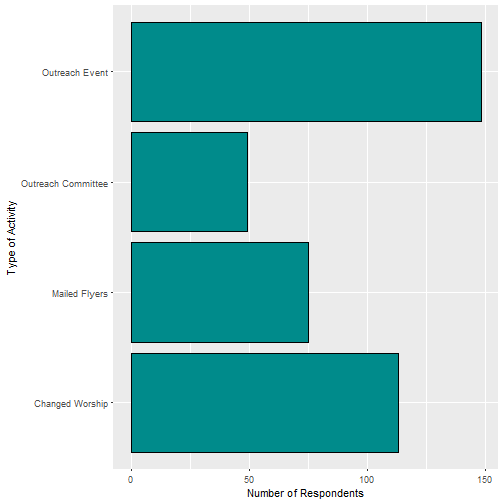 Outreach Event
Outreach Committee
Mailed Flyers
Changed Worship
Type of Activity
0 50 100 150
Number of Respondents